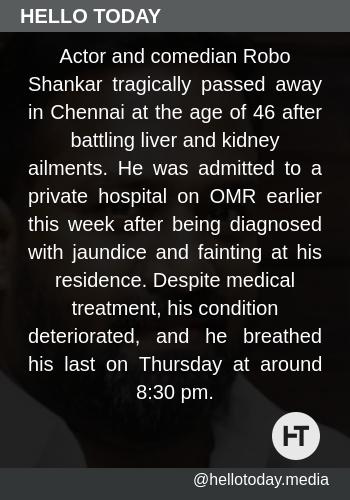 HELLO TODAY
Actor and comedian Robo
Shankar tragically passed away
in Chennai at the age of 46 after
battling liver and kidney
ailments. He was admitted to a
private hospital on OMR earlier
this week after being diagnosed
with jaundice and fainting at his
residence. Despite medical
treatment, his condition
deteriorated, and he breathed
his last on Thursday at around
8:30 pm.
HT
@hellotoday.media